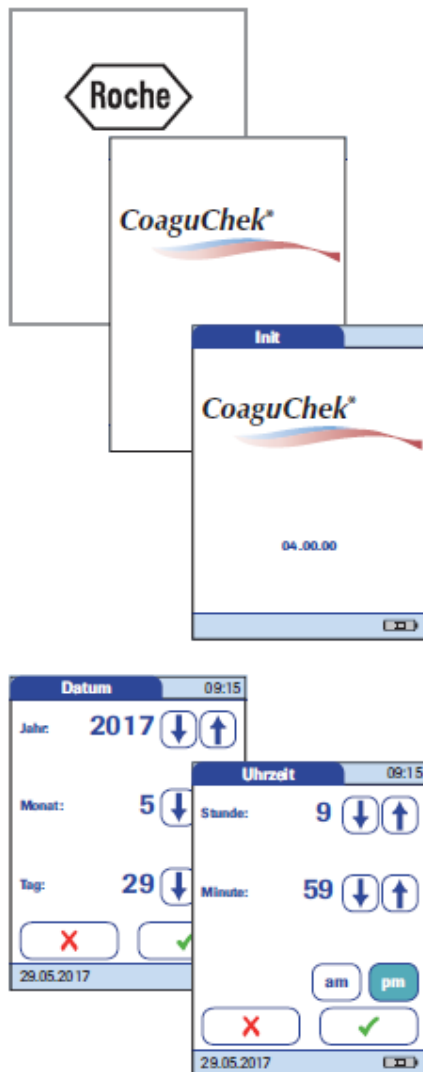 Roche
CoaguChek®
Init
CoaguChek®
04.00.00
Datum 09:15
Jahr: 2017
Monat: 5
Tag: 29
29.05.2017
Uhrzeit 09:15
Stunde: 9
Minute: 59
am pm
29.05.2017